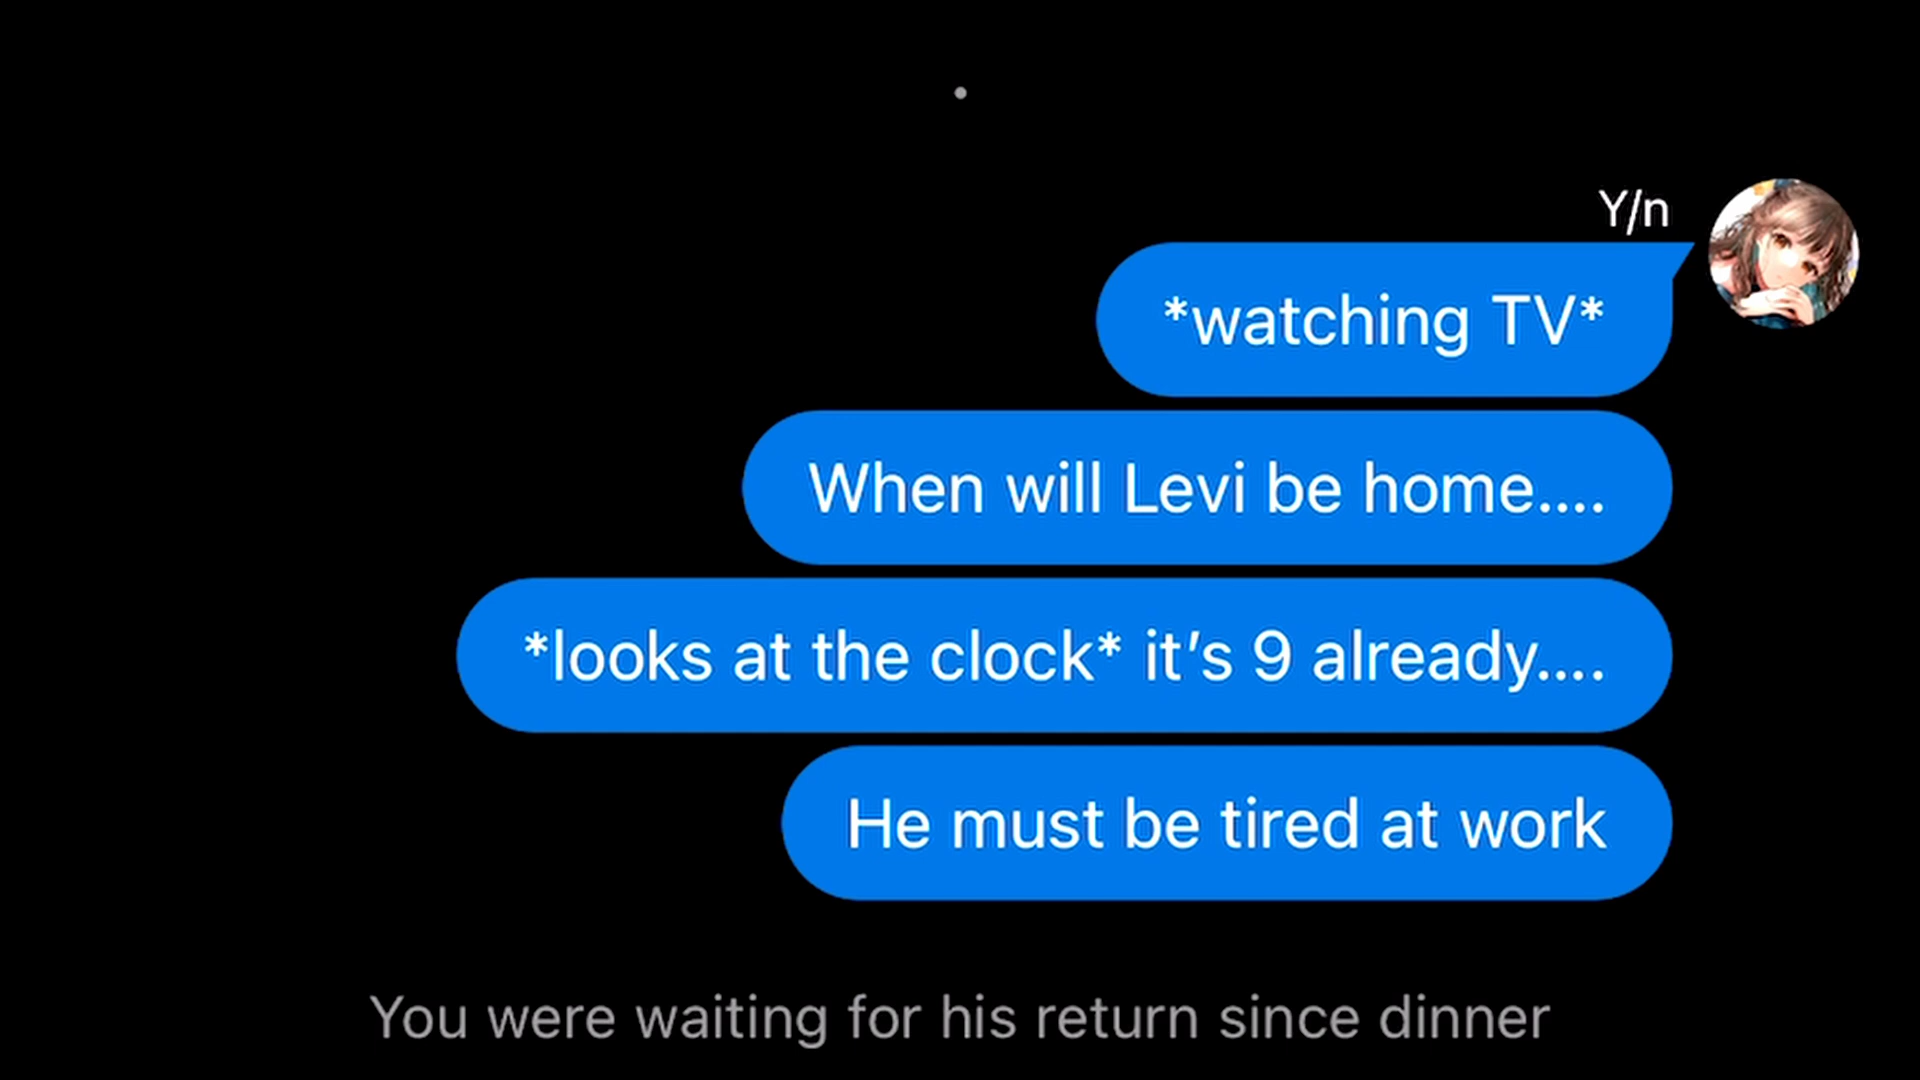 Y/n
*watching TV*
When will Levi be home....
*looks at the clock* it’s 9 already....
He must be tired at work
You were waiting for his return since dinner